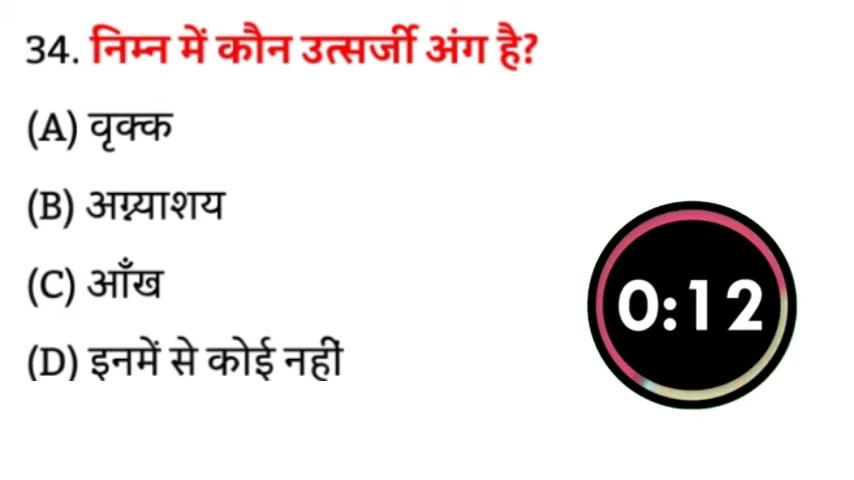 34. निम्न में कौन उत्सर्जी अंग है?
(A) वृक्क
(B) अग्न्याशय
(C) आँख
0:12
(D) इनमें से कोई नहीं